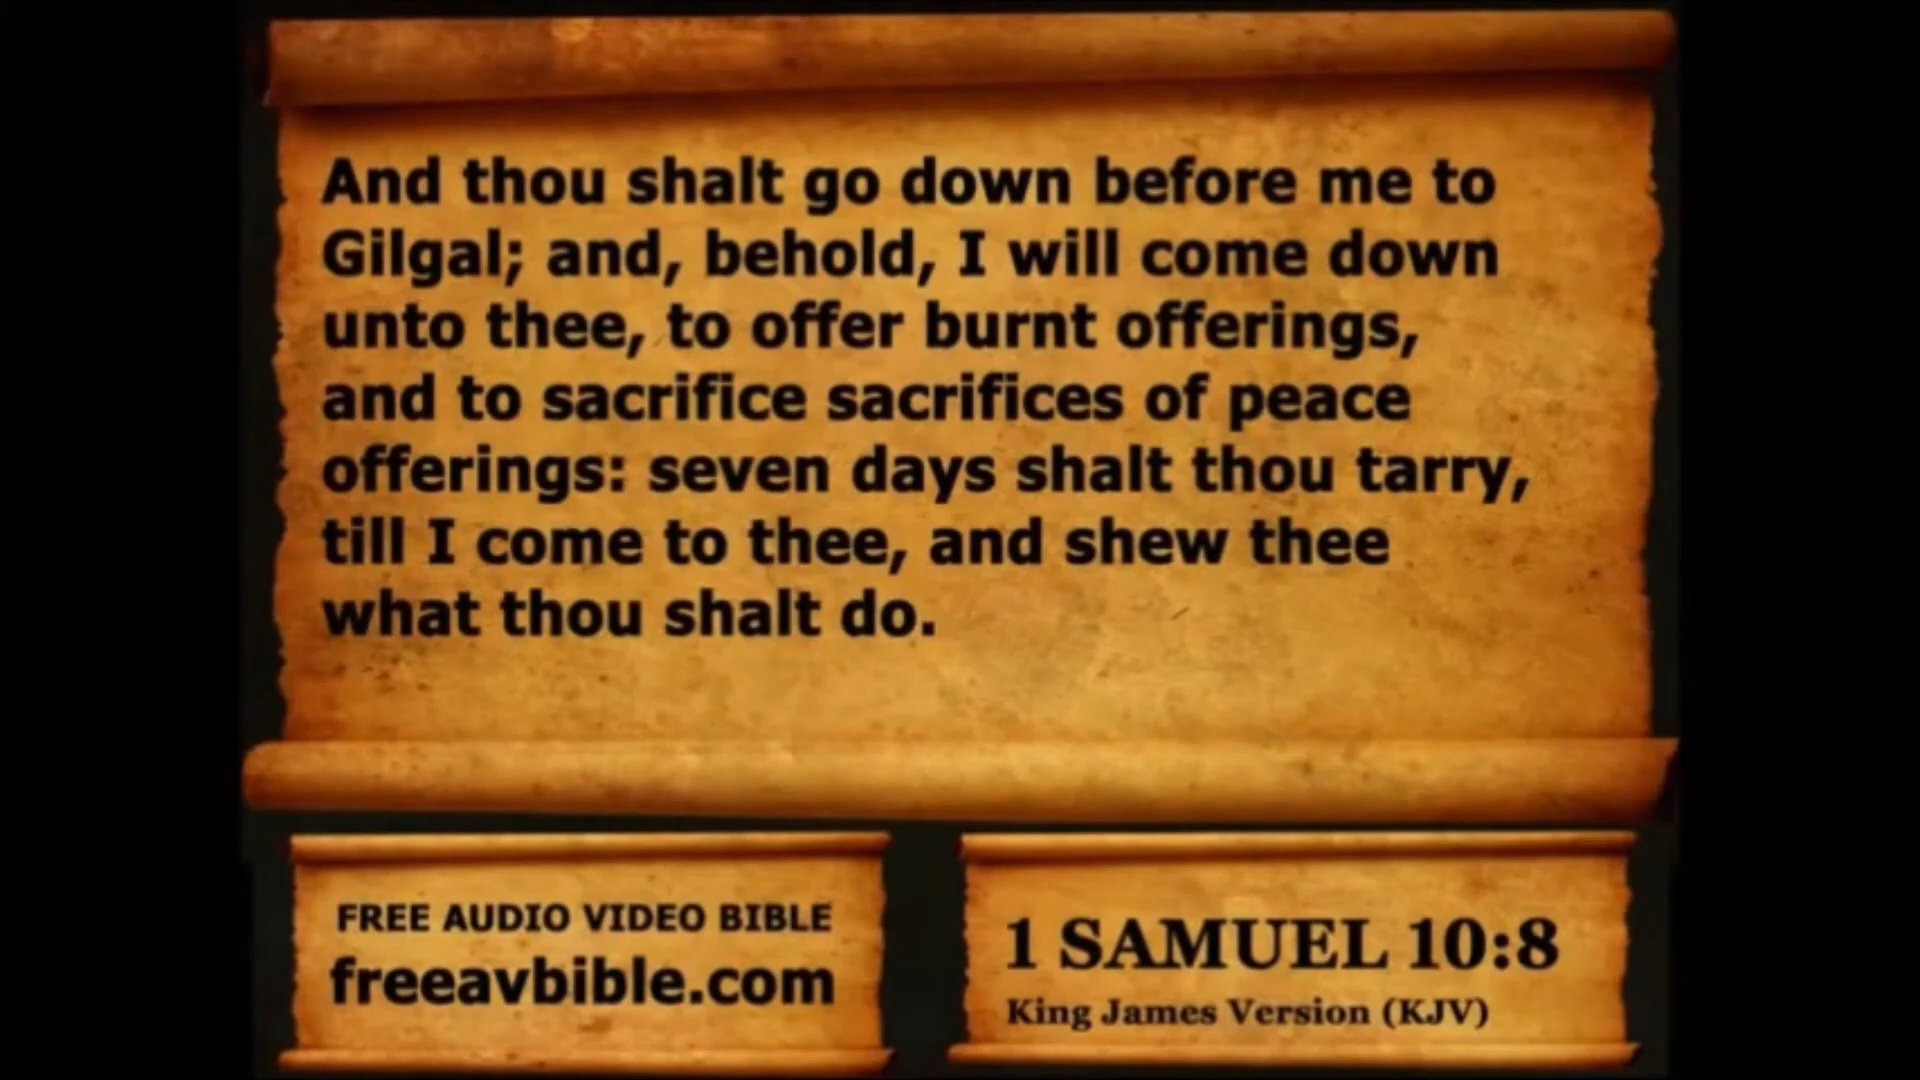 And thou shalt go down before me to
Gilgal; and, behold, I will come down
unto thee, to offer burnt offerings,
and to sacrifice sacrifices of peace
offerings: seven days shalt thou tarry,
till I come to thee, and shew thee
what thou shalt do.
FREE AUDIO VIDEO BIBLE
freeavbible.com
1 SAMUEL 10:8
King James Version (KJV)